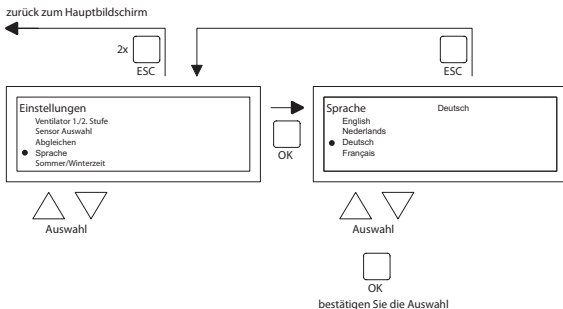 zurück zum Hauptbildschirm
2x
ESC
ESC
Einstellungen
Ventilator 1./2. Stufe
Sensor Auswahl
Abgleichen
Sprache
Sommer/Winterzeit
OK
Sprache Deutsch
English
Nederlands
Deutsch
Français
Auswahl
Auswahl
OK
bestätigen Sie die Auswahl